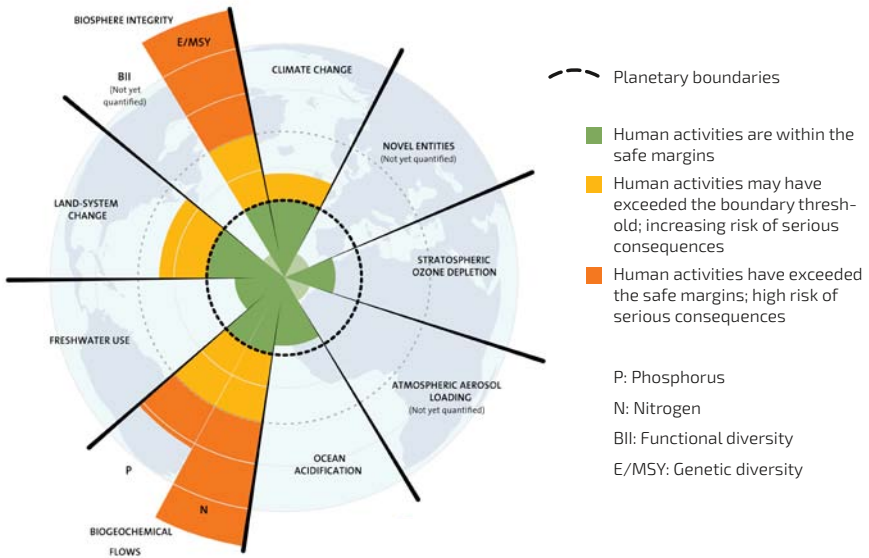 BIOSPHERE INTEGRITY
E/MSY
BII
(Not yet
quantified)
CLIMATE CHANGE
NOVEL ENTITIES
(Not yet quantified)
LAND-SYSTEM
CHANGE
STRATOSPHERIC
OZONE DEPLETION
FRESHWATER USE
ATMOSPHERIC AEROSOL
LOADING
(Not yet quantified)
OCEAN
ACIDIFICATION
P
N
BIOGEOCHEMICAL
FLOWS
Planetary boundaries
Human activities are within the
safe margins
Human activities may have
exceeded the boundary thresh-
old; increasing risk of serious
consequences
Human activities have exceeded
the safe margins; high risk of
serious consequences
P: Phosphorus
N: Nitrogen
BII: Functional diversity
E/MSY: Genetic diversity